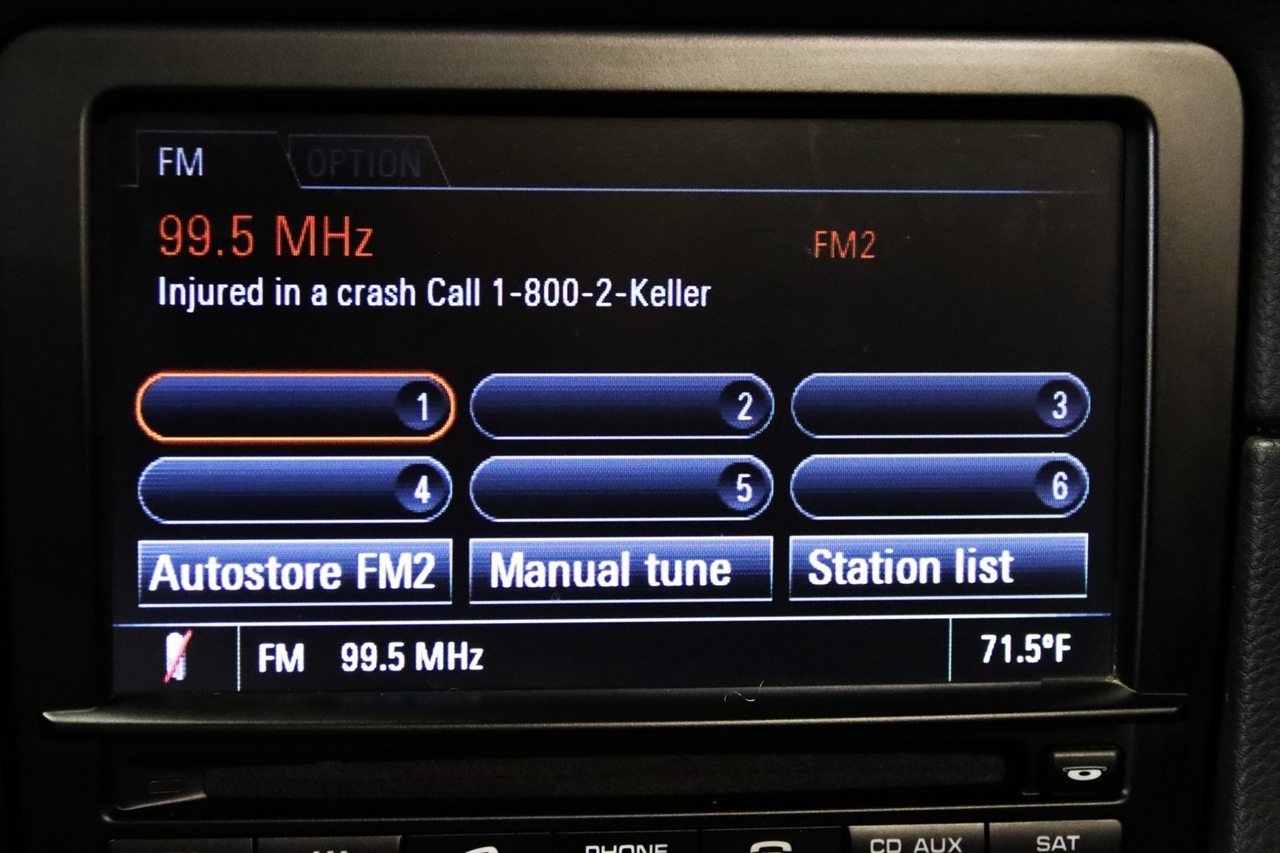 FM OPTION
99.5 MHz FM2
Injured in a crash Call 1-800-2-Keller
1 2 3
4 5 6
Autostore FM2 Manual tune Station list
FM 99.5 MHz 71.5°F
PHONE CD AUX SAT